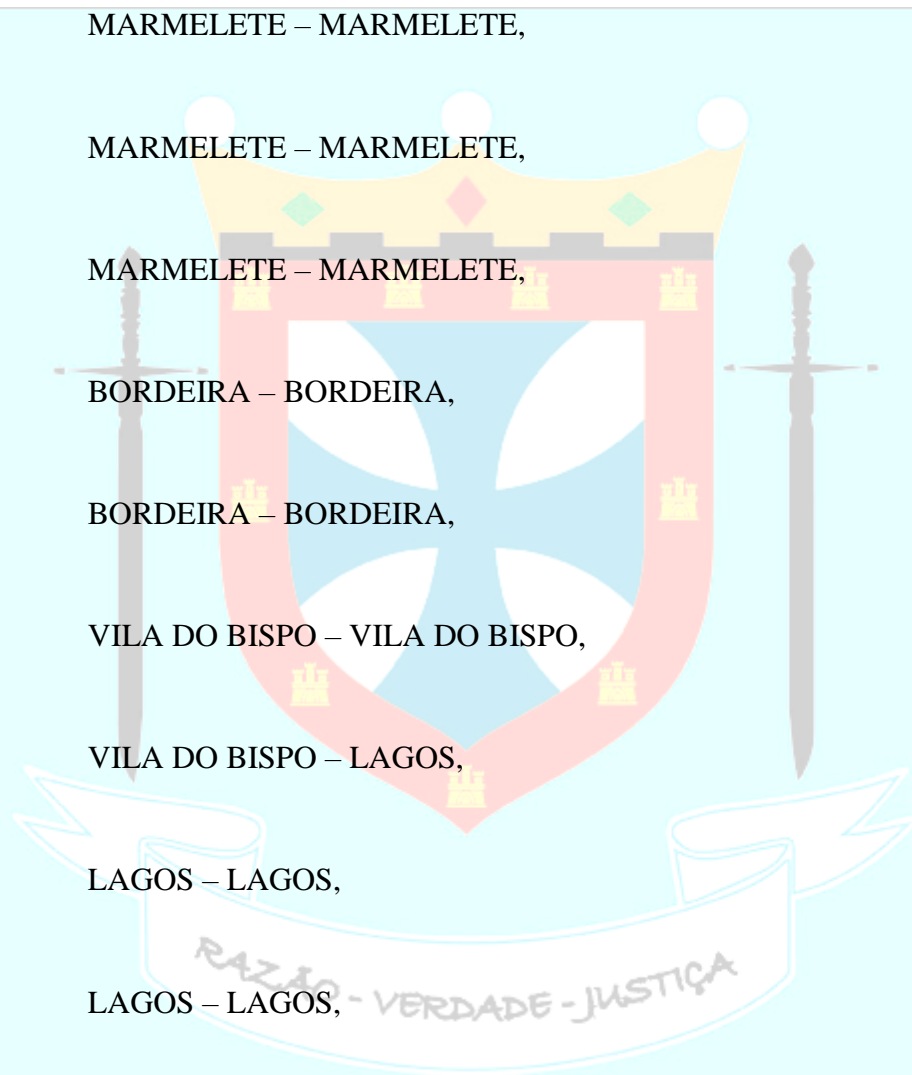 MARMELETE – MARMELETE,
MARMELETE – MARMELETE,
MARMELETE – MARMELETE,
BORDEIRA – BORDEIRA,
BORDEIRA – BORDEIRA,
VILA DO BISPO – VILA DO BISPO,
VILA DO BISPO – LAGOS,
LAGOS – LAGOS,
LAGOS – LAGOS,
RAZÃO - VERDADE - JUSTIÇA